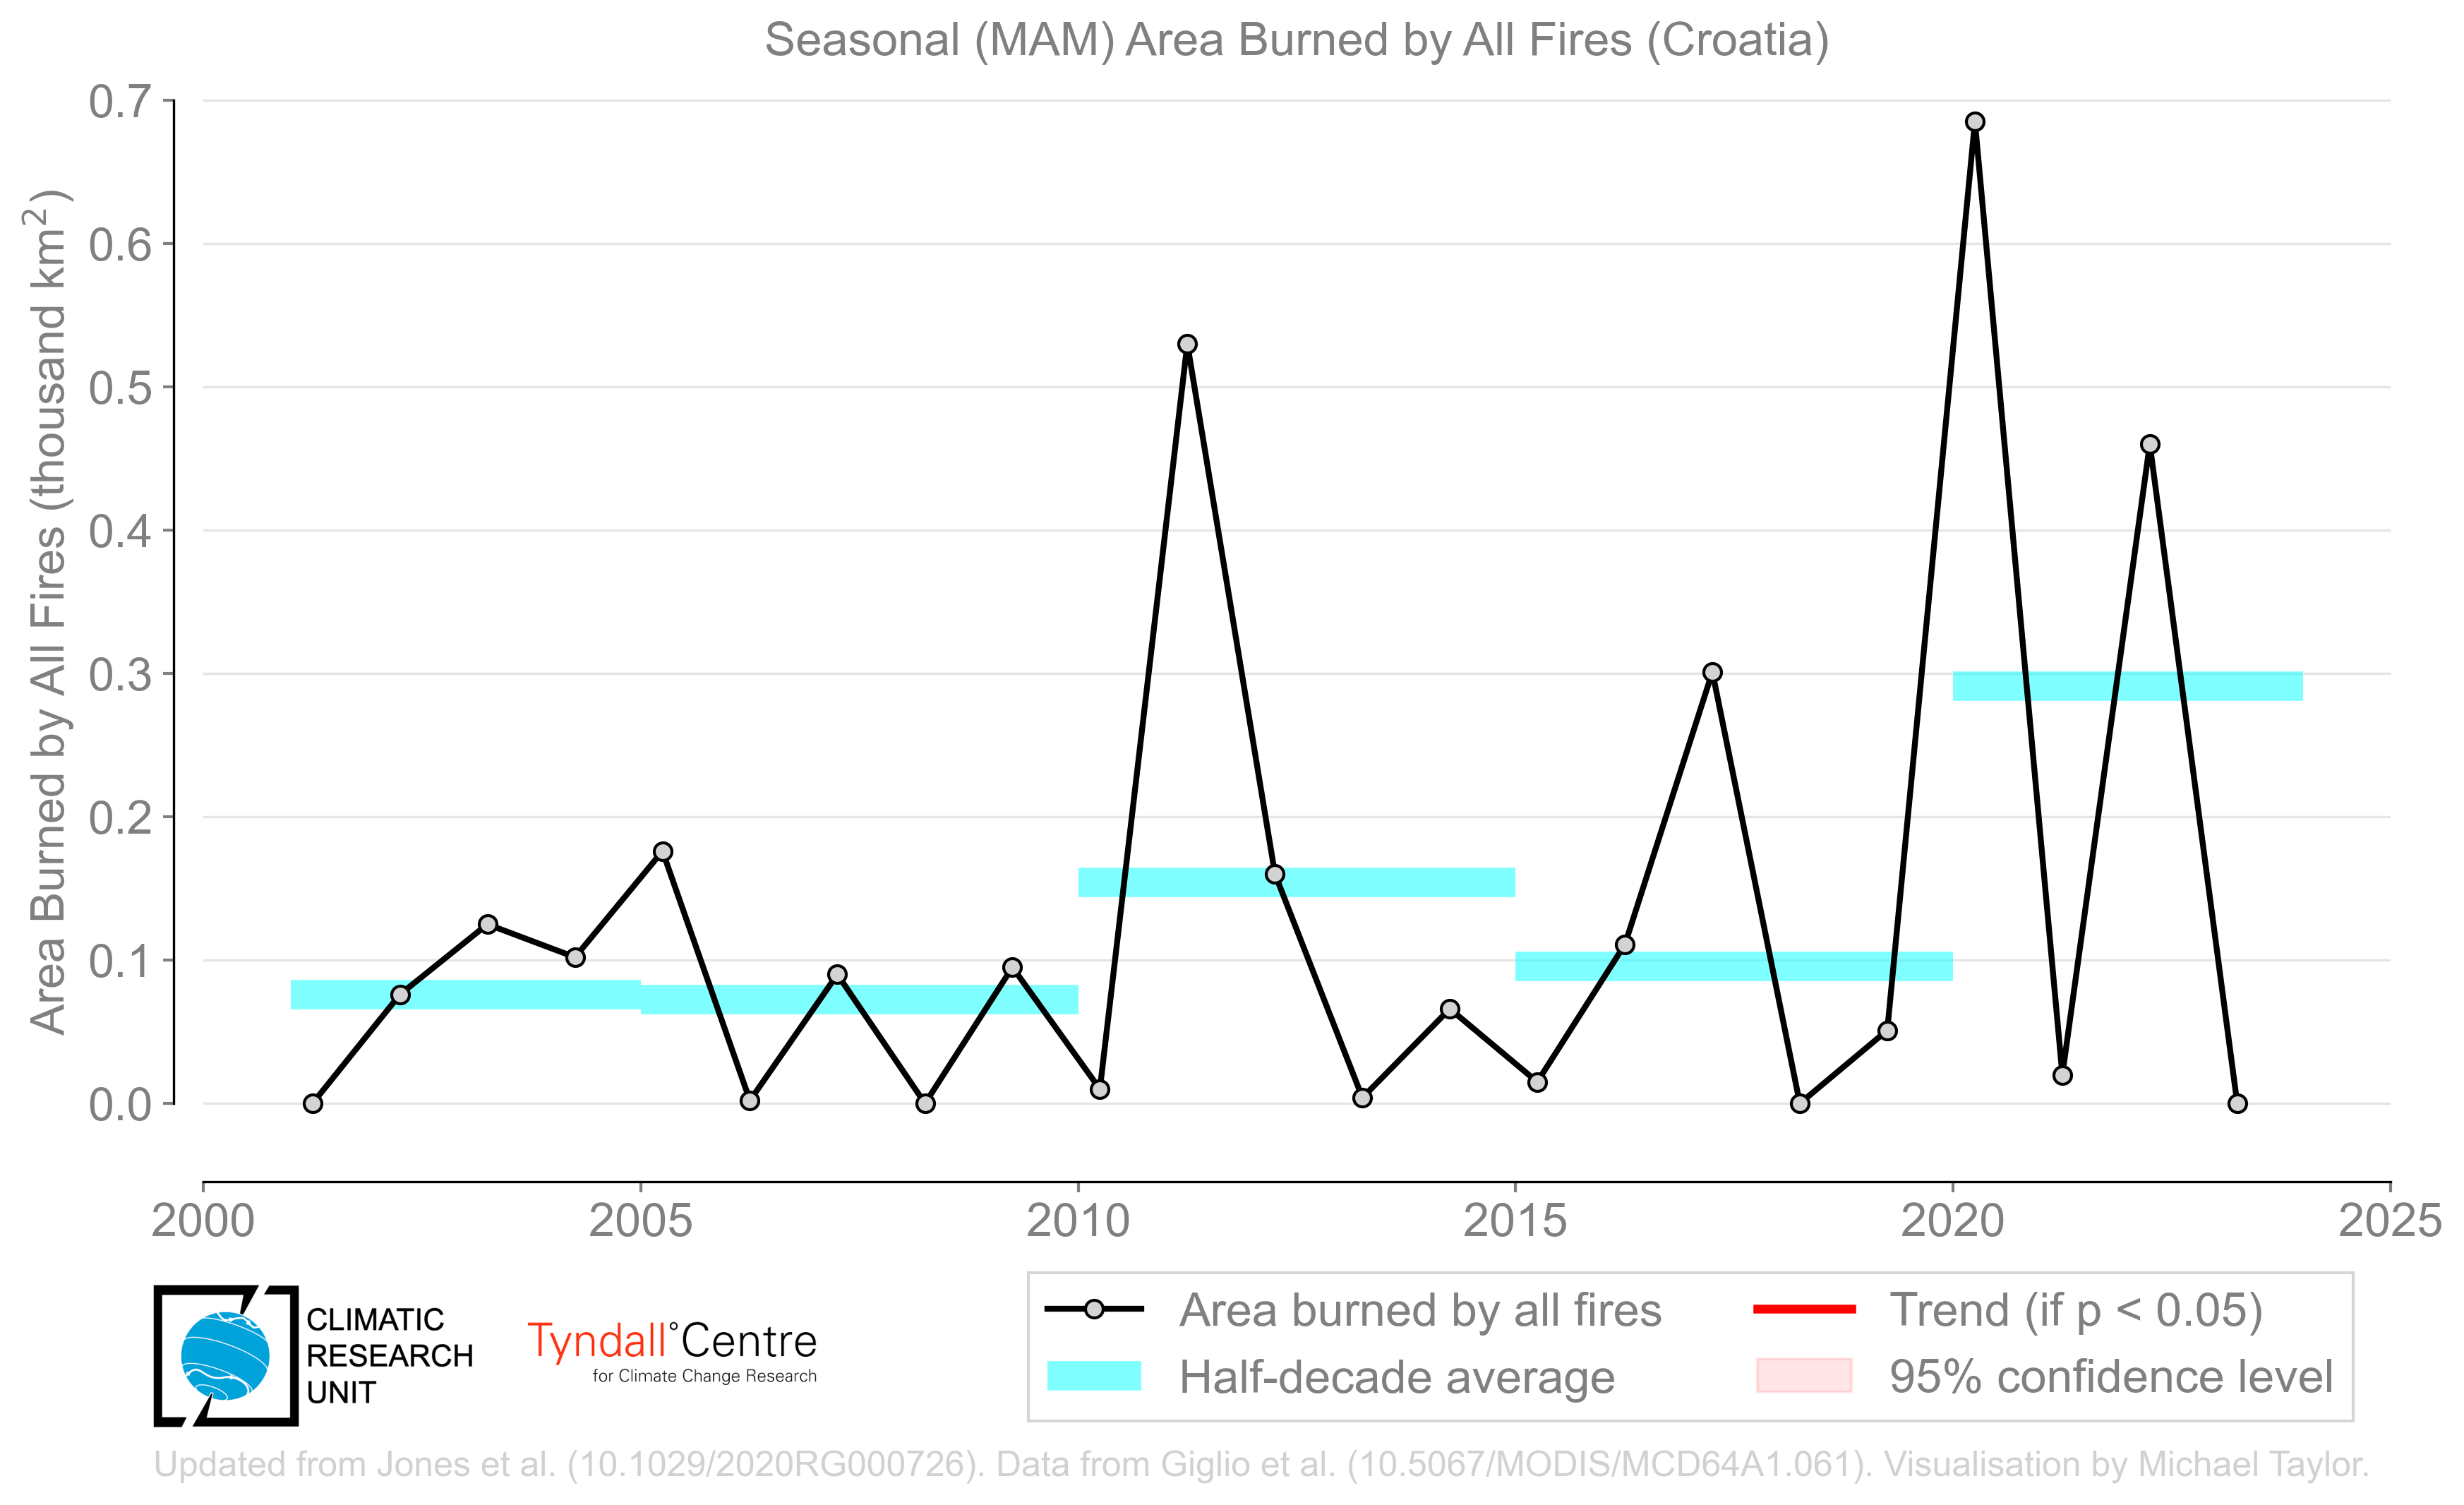 Seasonal (MAM) Area Burned by All Fires (Croatia)
Area Burned by All Fires (thousand km²)
0.7
0.6
0.5
0.4
0.3
0.2
0.1
0.0
2000 2005 2010 2015 2020 2025
Area burned by all fires
Trend (if p < 0.05)
Half-decade average
95% confidence level
CLIMATIC
RESEARCH
UNIT
Tyndall°Centre
for Climate Change Research
Updated from Jones et al. (10.1029/2020RG000726). Data from Giglio et al. (10.5067/MODIS/MCD64A1.061). Visualisation by Michael Taylor.